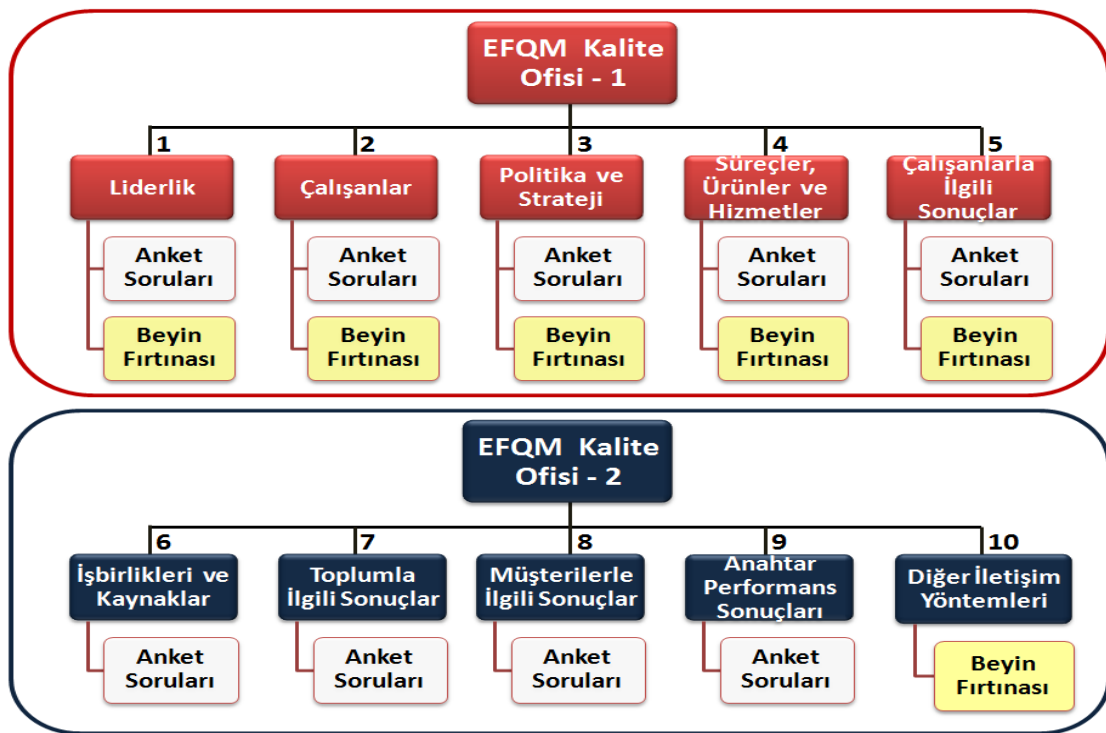 EFQM Kalite
Ofisi - 1
1
2
3
4
5
Liderlik
Çalışanlar
Politika ve
Strateji
Süreçler,
Ürünler ve
Hizmetler
Çalışanlarla
İlgili
Sonuçlar
Anket
Soruları
Anket
Soruları
Anket
Soruları
Anket
Soruları
Anket
Soruları
Beyin
Fırtınası
Beyin
Fırtınası
Beyin
Fırtınası
Beyin
Fırtınası
Beyin
Fırtınası
EFQM Kalite
Ofisi - 2
6
7
8
9
10
İşbirlikleri ve
Kaynaklar
Toplumla
İlgili Sonuçlar
Müşterilerle
İlgili Sonuçlar
Anahtar
Performans
Sonuçları
Diğer İletişim
Yöntemleri
Anket
Soruları
Anket
Soruları
Anket
Soruları
Anket
Soruları
Beyin
Fırtınası